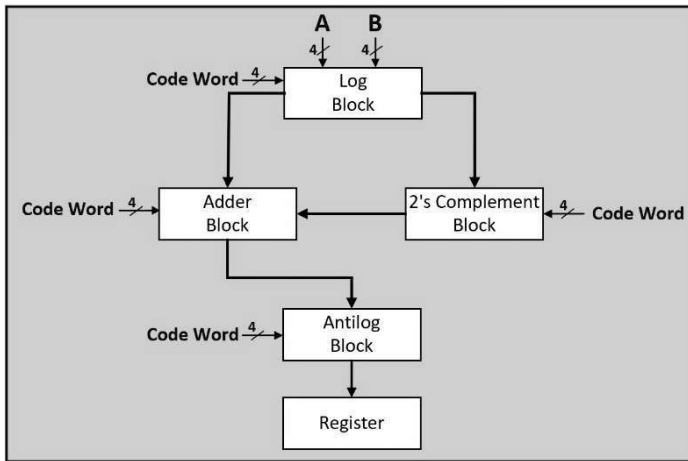 A B
4 4
Code Word 4
Log
Block
Code Word 4
Adder
Block
2's Complement
Block
4 Code Word
Code Word 4
Antilog
Block
Register